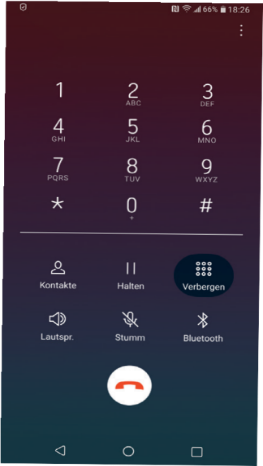 66% 18:26
1 2 3
ABC DEF
4 5 6
GHI JKL MNO
7 8 9
PQRS TUV WXYZ
* 0 #
+
Kontakte Halten Verbergen
Lautspr. Stumm Bluetooth